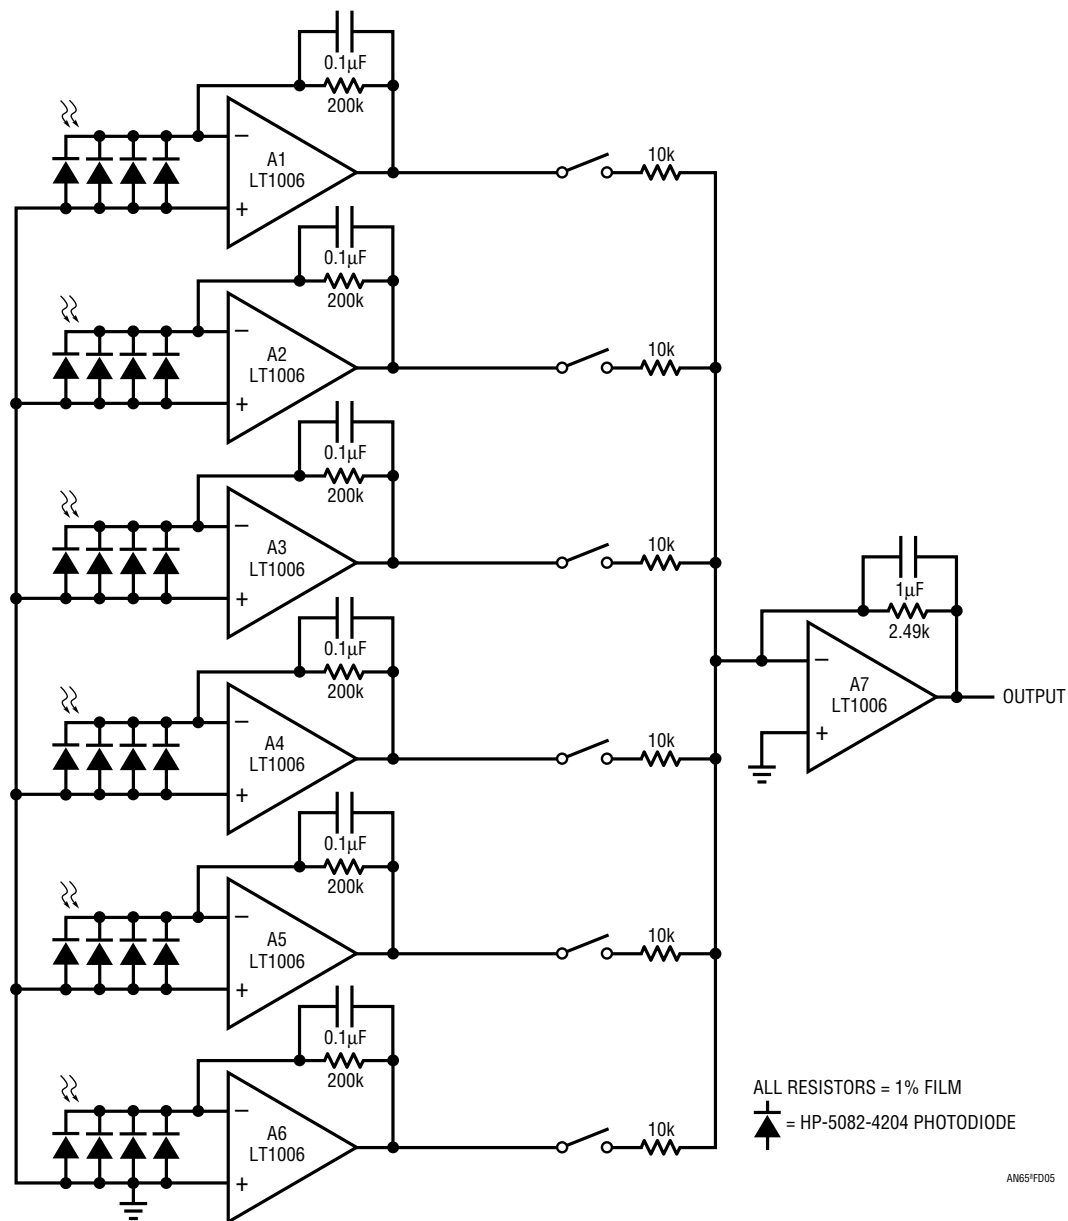 0.1µF
200k
−
A1
LT1006
+
10k
0.1µF
200k
−
A2
LT1006
+
10k
0.1µF
200k
−
A3
LT1006
+
10k
0.1µF
200k
−
A4
LT1006
+
10k
0.1µF
200k
−
A5
LT1006
+
10k
0.1µF
200k
−
A6
LT1006
+
10k
1µF
2.49k
−
A7
LT1006
+
OUTPUT
ALL RESISTORS = 1% FILM
= HP-5082-4204 PHOTODIODE